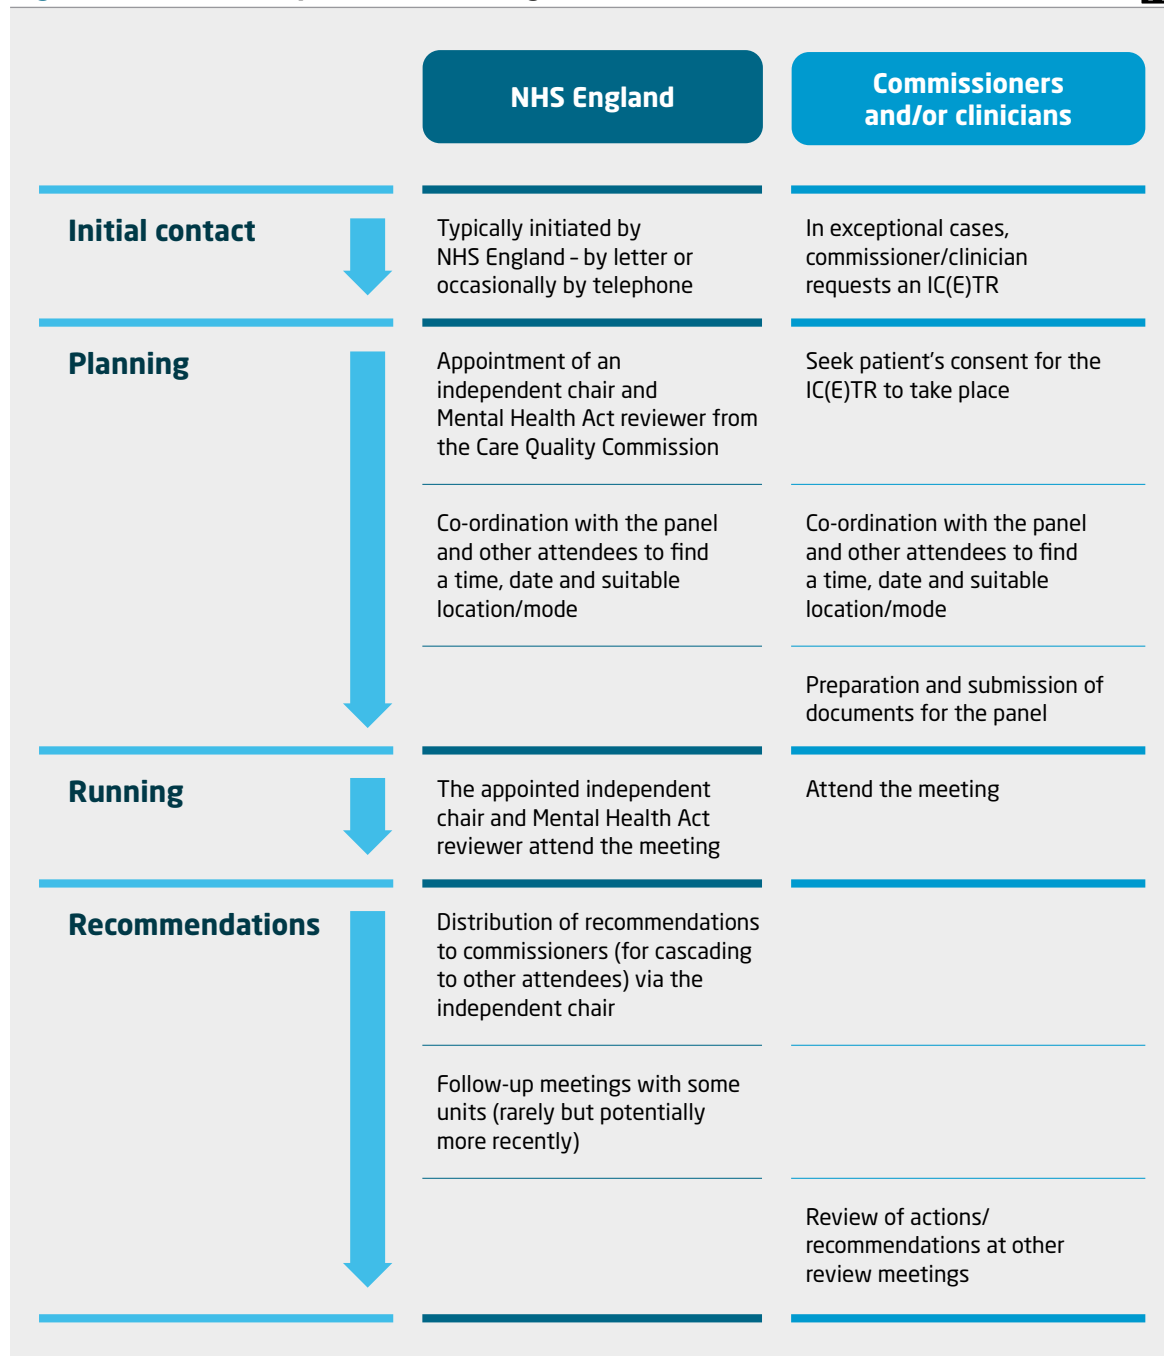 NHS England
Commissioners
and/or clinicians
Initial contact
Typically initiated by
NHS England – by letter or
occasionally by telephone
In exceptional cases,
commissioner/clinician
requests an IC(E)TR
Planning
Appointment of an
independent chair and
Mental Health Act reviewer from
the Care Quality Commission
Seek patient's consent for the
IC(E)TR to take place
Co-ordination with the panel
and other attendees to find
a time, date and suitable
location/mode
Co-ordination with the panel
and other attendees to find
a time, date and suitable
location/mode
Preparation and submission of
documents for the panel
Running
The appointed independent
chair and Mental Health Act
reviewer attend the meeting
Attend the meeting
Recommendations
Distribution of recommendations
to commissioners (for cascading
to other attendees) via the
independent chair
Follow-up meetings with some
units (rarely but potentially
more recently)
Review of actions/
recommendations at other
review meetings